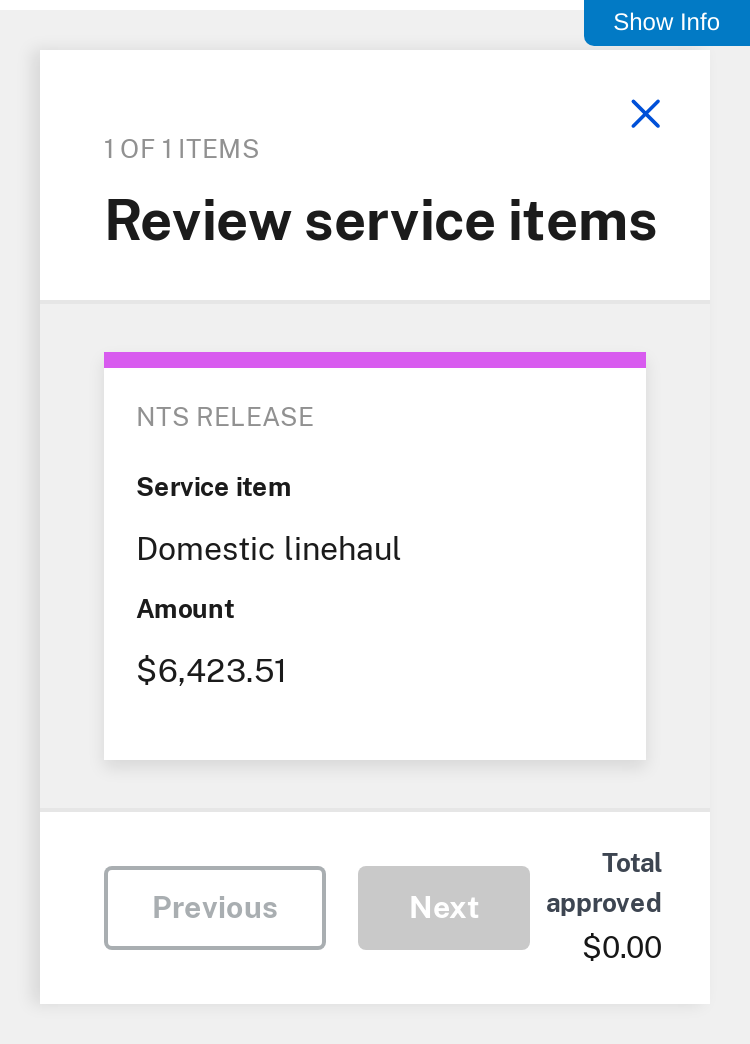 Show Info
1 OF 1 ITEMS
Review service items
NTS RELEASE
Service item
Domestic linehaul
Amount
$6,423.51
Previous
Next
Total
approved
$0.00